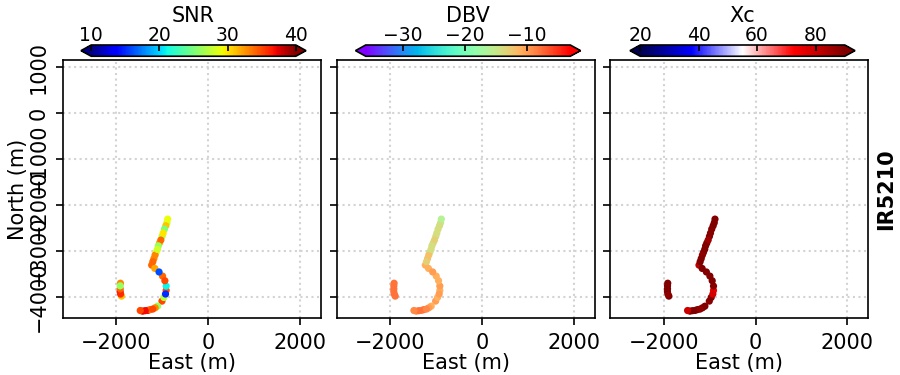 SNR DBV Xc
10 20 30 40 −30 −20 −10 20 40 60 80
1000
0
−1000
−2000
−3000
−4000
North (m)
IR5210
−2000 0 2000 −2000 0 2000 −2000 0 2000
East (m) East (m) East (m)